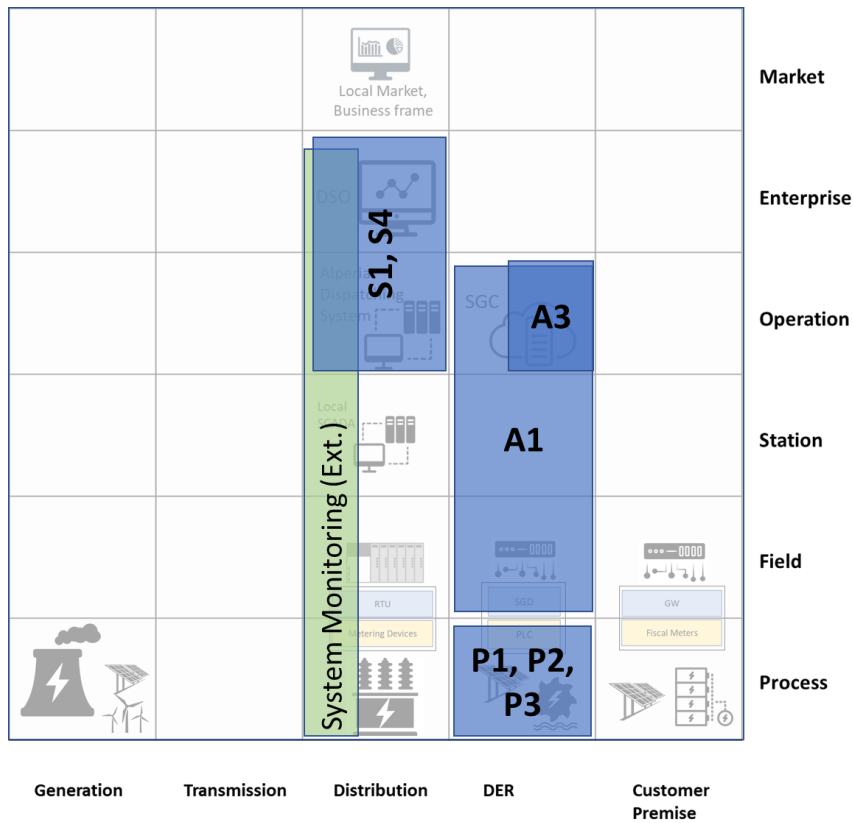 Local Market,
Business frame
Market
DSO
S1, S4
Enterprise
Alperia
Dispatching
System
SGC
A3
Operation
Local
SCADA
A1
Station
System Monitoring (Ext.)
Field
RTU
SGD
GW
Metering Devices
PLC
Fiscal Meters
P1, P2,
P3
Process
Generation
Transmission
Distribution
DER
Customer
Premise